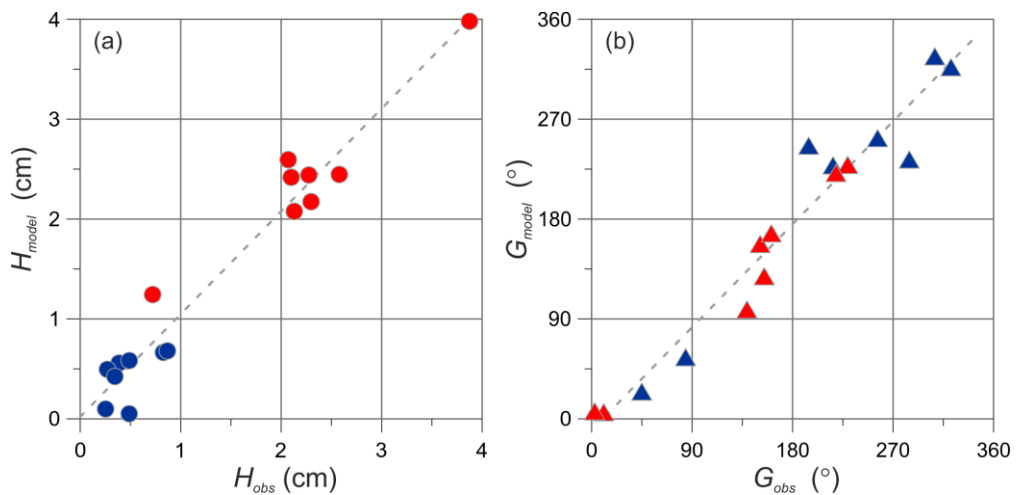 (a)
4
3
2
1
0
H_model (cm)
0 1 2 3 4
H_obs (cm)
(b)
360
270
180
90
0
G_model (°)
0 90 180 270 360
G_obs (°)